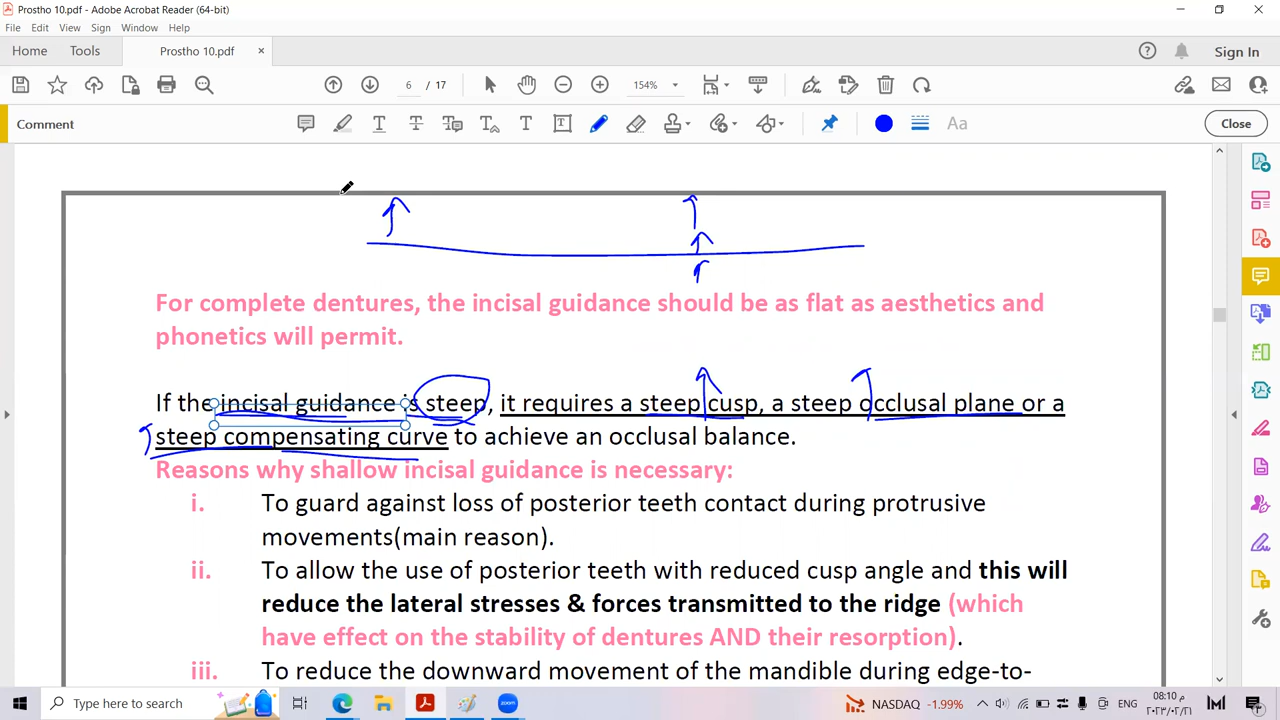 Prostho 10.pdf - Adobe Acrobat Reader (64-bit)
File Edit View Sign Window Help
Home Tools Prostho 10.pdf × Sign In
6 / 17 154%
Comment Aa Close
For complete dentures, the incisal guidance should be as flat as aesthetics and
phonetics will permit.
If the incisal guidance is steep, it requires a steep cusp, a steep occlusal plane or a
steep compensating curve to achieve an occlusal balance.
Reasons why shallow incisal guidance is necessary:
i. To guard against loss of posterior teeth contact during protrusive
movements(main reason).
ii. To allow the use of posterior teeth with reduced cusp angle and this will
reduce the lateral stresses & forces transmitted to the ridge (which
have effect on the stability of dentures AND their resorption).
iii. To reduce the downward movement of the mandible during edge-to-
Type here to search NASDAQ -1.99% ENG 08:10 م